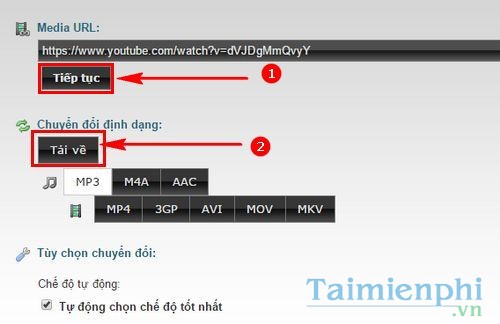 Media URL:
https://www.youtube.com/watch?v=dVJDgMmQvyY
Tiếp tục
1
Chuyển đổi định dạng:
Tải về
2
MP3 M4A AAC
MP4 3GP AVI MOV MKV
Tùy chọn chuyển đổi:
Chế độ tự động:
Tự động chọn chế độ tốt nhất
Taimienphi
.vn